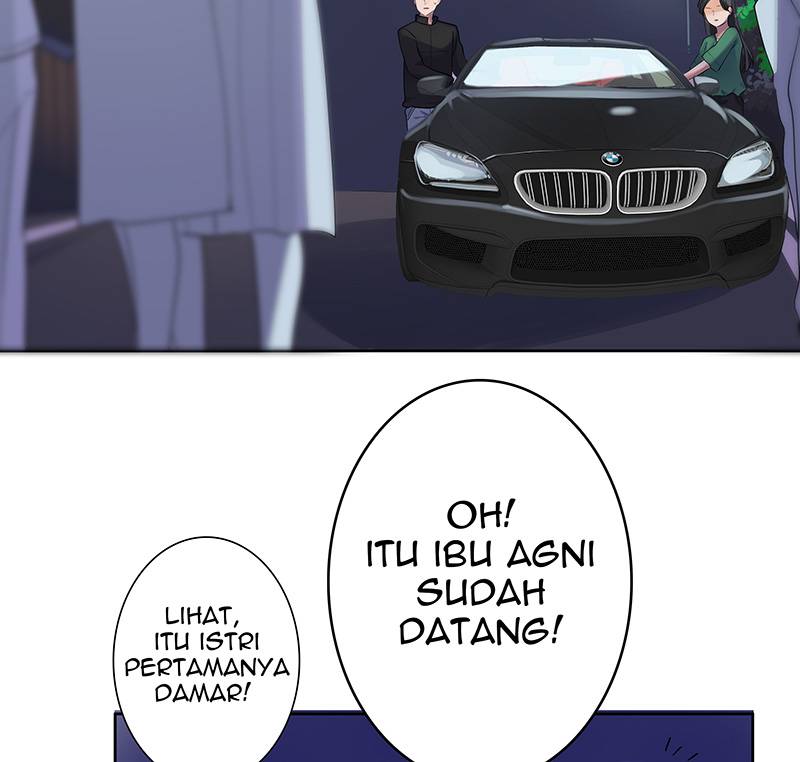 OH!
ITU IBU AGNI
SUDAH
DATANG!
LIHAT,
ITU ISTRI
PERTAMANYA
DAMAR!